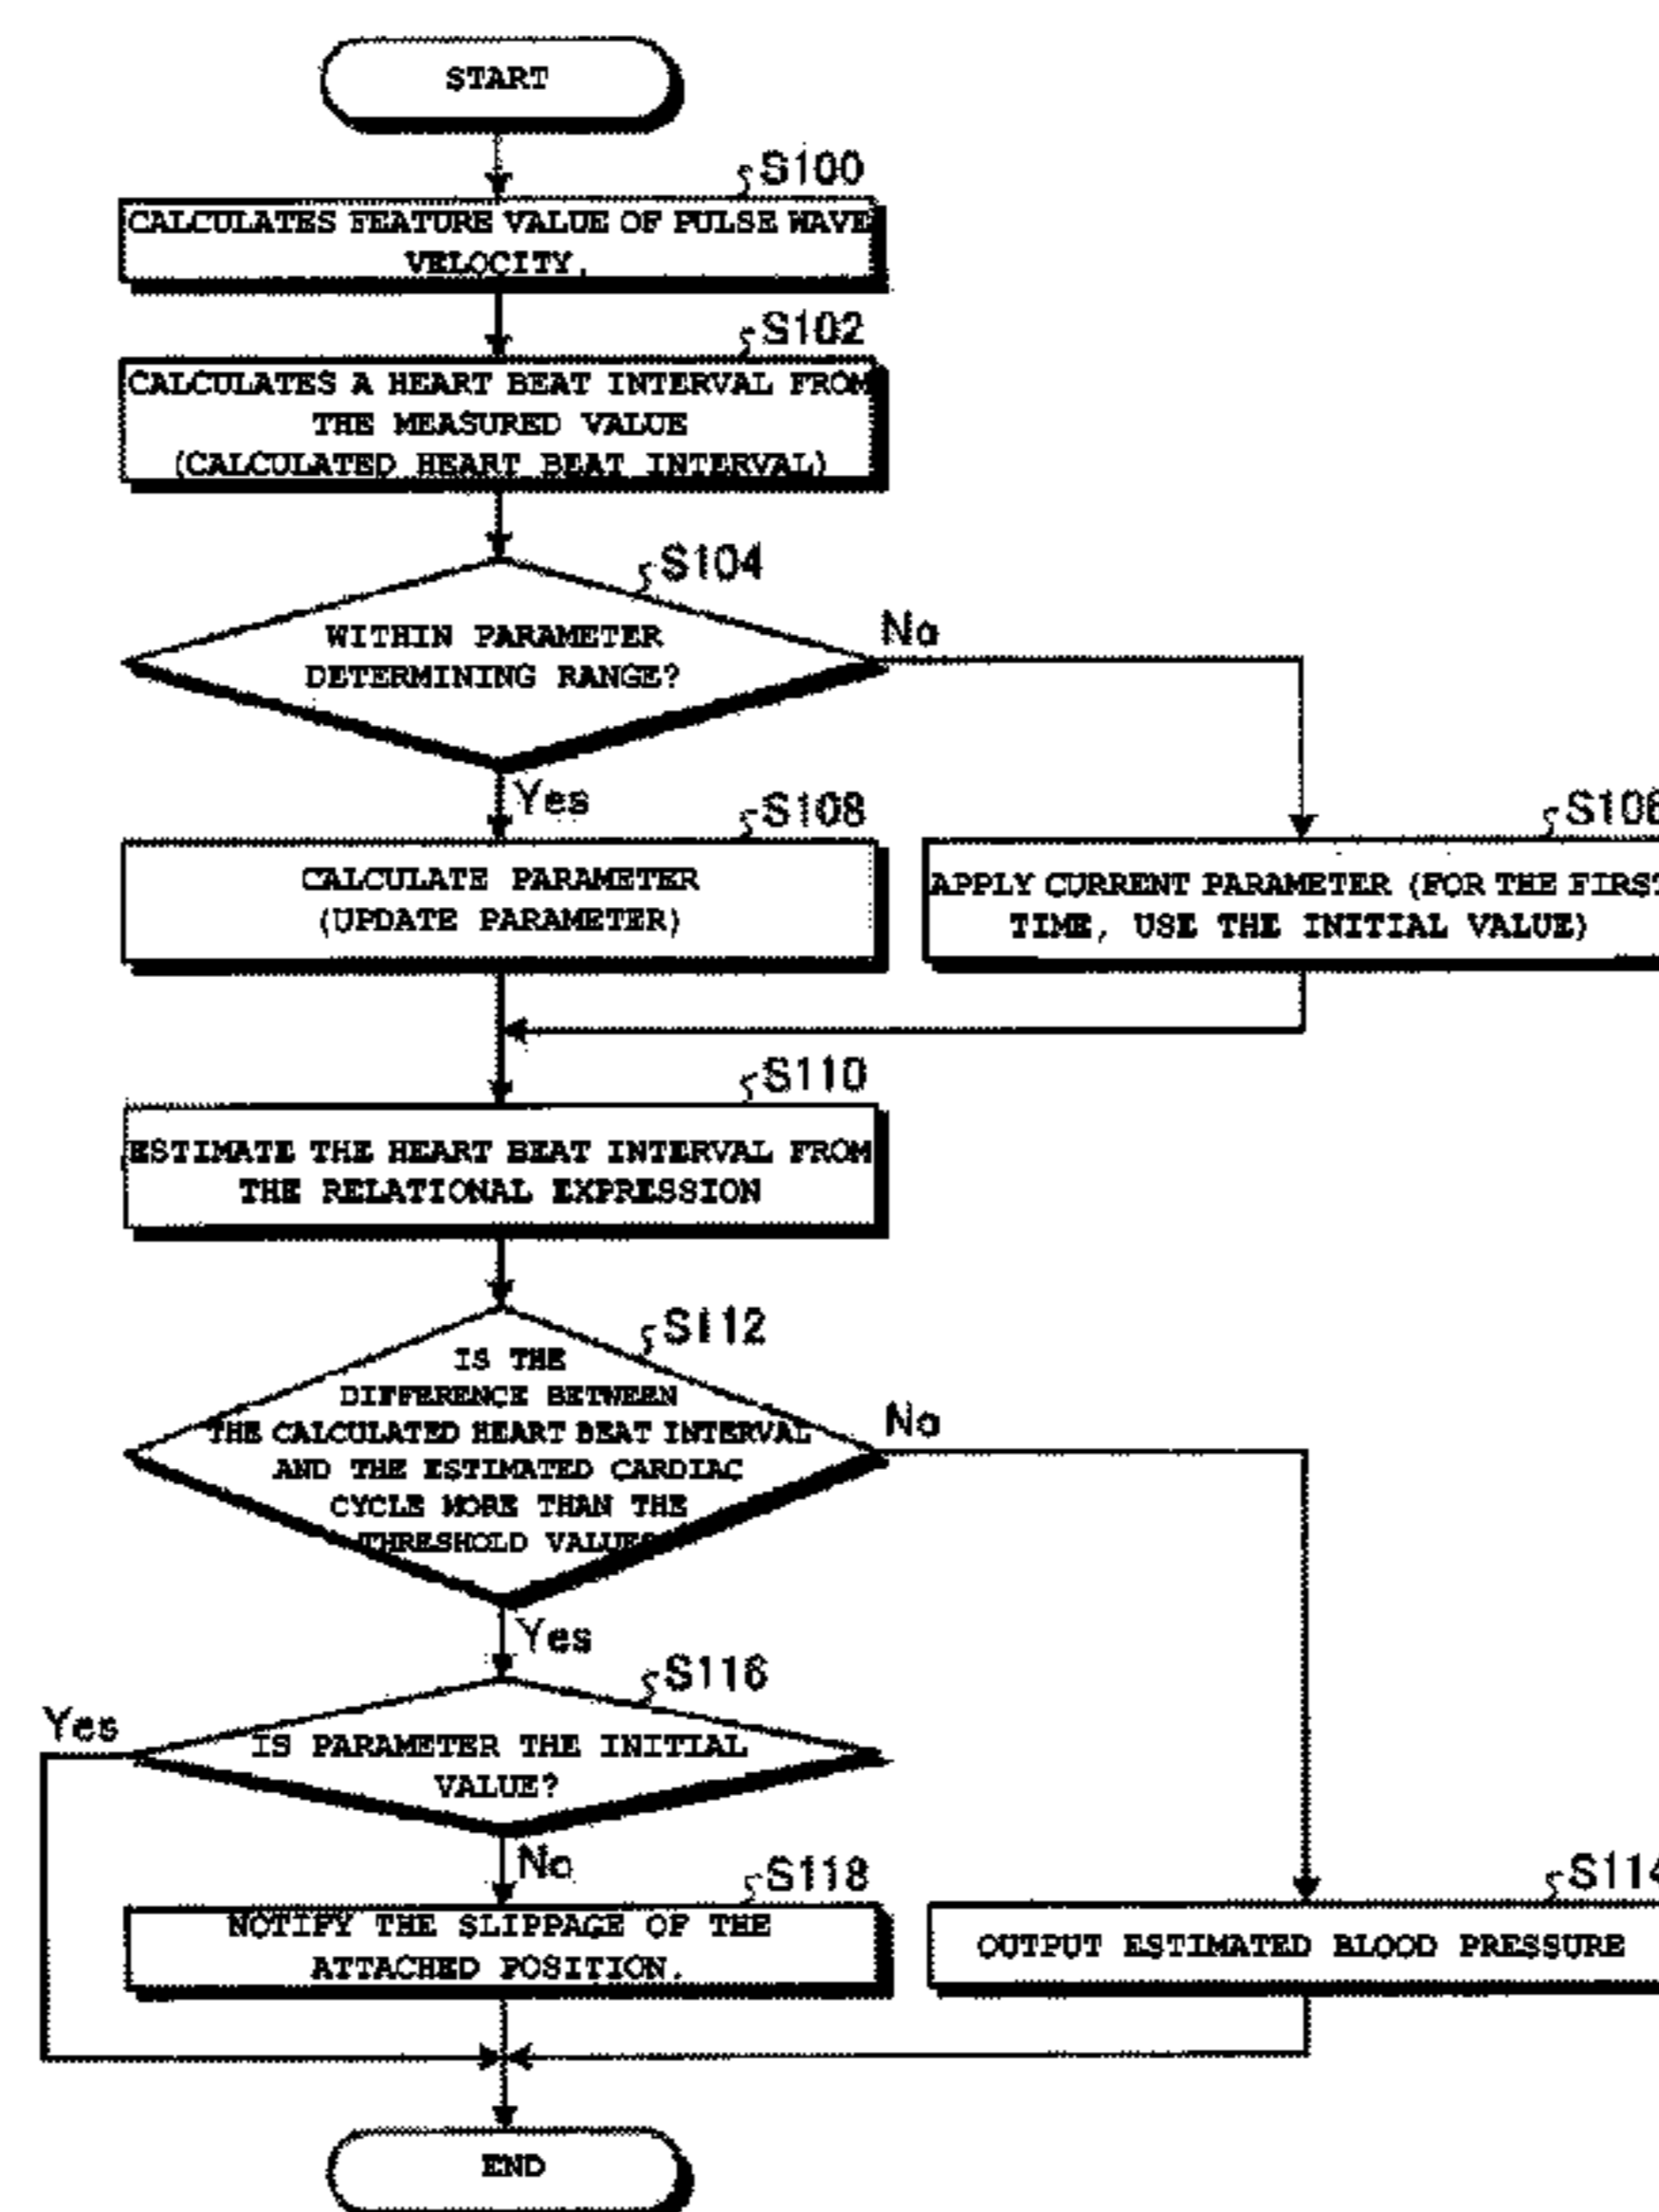 START
S100
CALCULATES FEATURE VALUE OF PULSE WAVE
VELOCITY.
S102
CALCULATES A HEART BEAT INTERVAL FROM
THE MEASURED VALUE
(CALCULATED HEART BEAT INTERVAL)
S104
WITHIN PARAMETER
DETERMINING RANGE?
No
Yes
S108
CALCULATE PARAMETER
(UPDATE PARAMETER)
S106
APPLY CURRENT PARAMETER (FOR THE FIRST
TIME, USE THE INITIAL VALUE)
S110
ESTIMATE THE HEART BEAT INTERVAL FROM
THE RELATIONAL EXPRESSION
S112
IS THE
DIFFERENCE BETWEEN
THE CALCULATED HEART BEAT INTERVAL
AND THE ESTIMATED CARDIAC
CYCLE MORE THAN THE
THRESHOLD VALUE?
No
Yes
S116
IS PARAMETER THE INITIAL
VALUE?
Yes
No
S118
NOTIFY THE SLIPPAGE OF THE
ATTACHED POSITION.
S114
OUTPUT ESTIMATED BLOOD PRESSURE
END